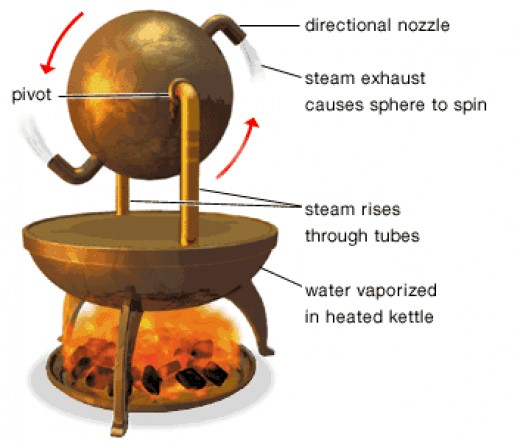 directional nozzle
steam exhaust
causes sphere to spin
pivot
steam rises
through tubes
water vaporized
in heated kettle